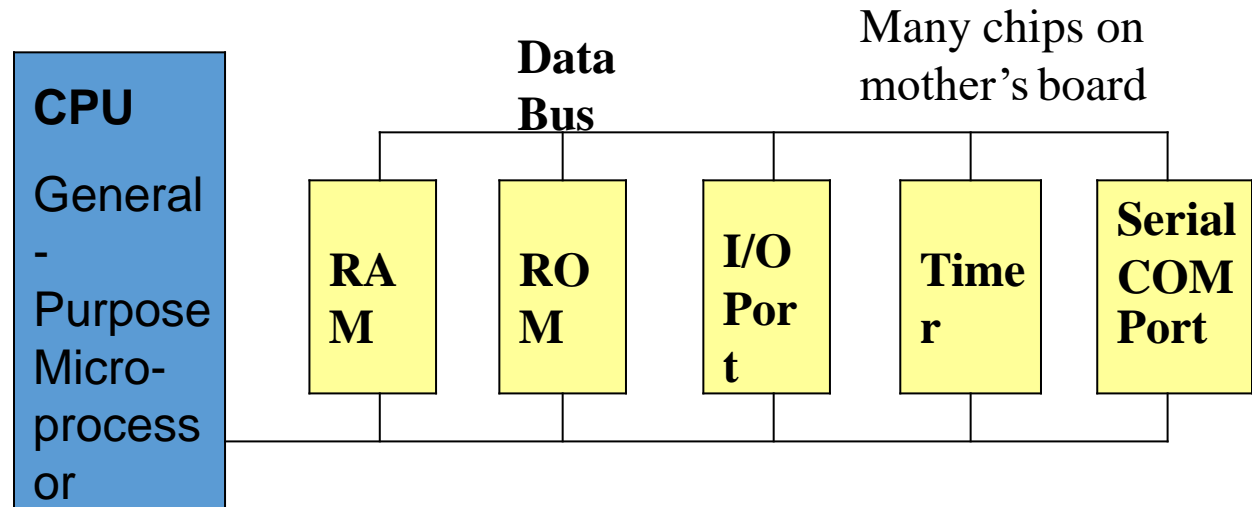 Many chips on
mother’s board
Data
Bus
CPU
General
-
Purpose
Micro-
process
or
RA
M
RO
M
I/O
Por
t
Time
r
Serial
COM
Port